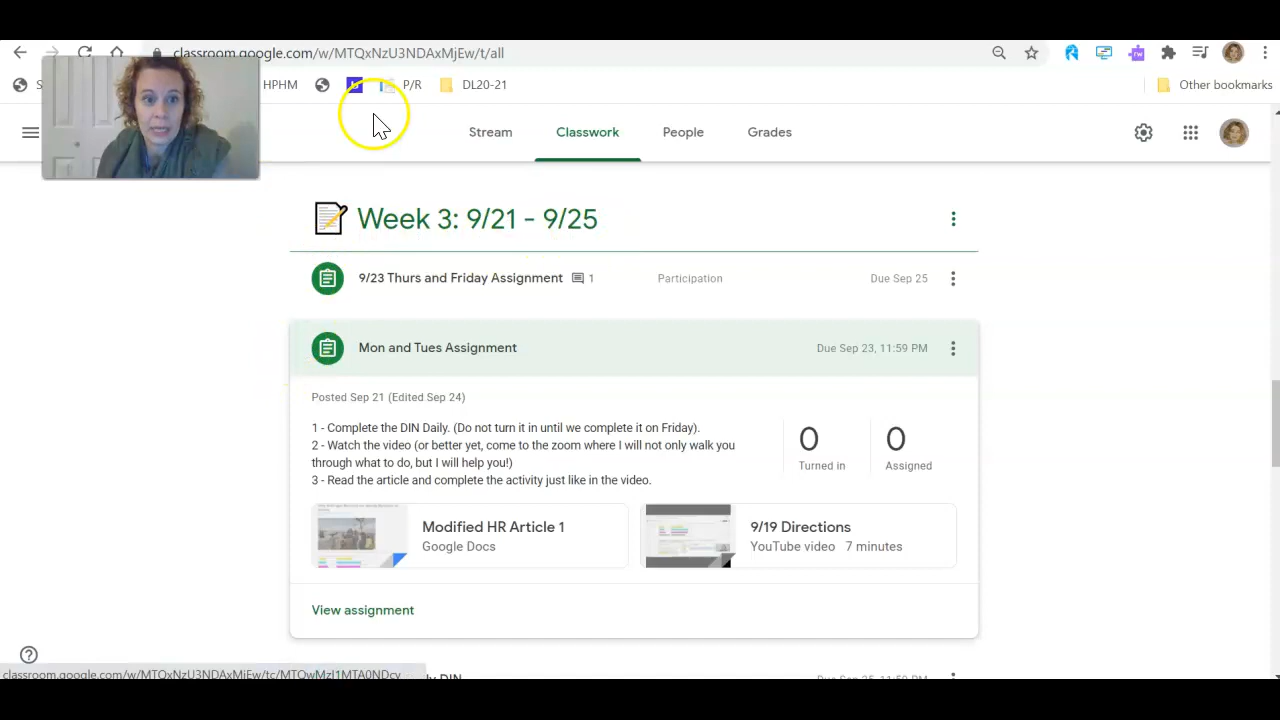 classroom.google.com/w/MTQxNzU3NDAxMjEw/t/all
HPHM
P/R
DL20-21
Other bookmarks
Stream
Classwork
People
Grades
Week 3: 9/21 - 9/25
9/23 Thurs and Friday Assignment
1
Participation
Due Sep 25
Mon and Tues Assignment
Due Sep 23, 11:59 PM
Posted Sep 21 (Edited Sep 24)
1 - Complete the DIN Daily. (Do not turn it in until we complete it on Friday).
2 - Watch the video (or better yet, come to the zoom where I will not only walk you
through what to do, but I will help you!)
3 - Read the article and complete the activity just like in the video.
0
Turned in
0
Assigned
Modified HR Article 1
Google Docs
9/19 Directions
YouTube video 7 minutes
View assignment
DIN